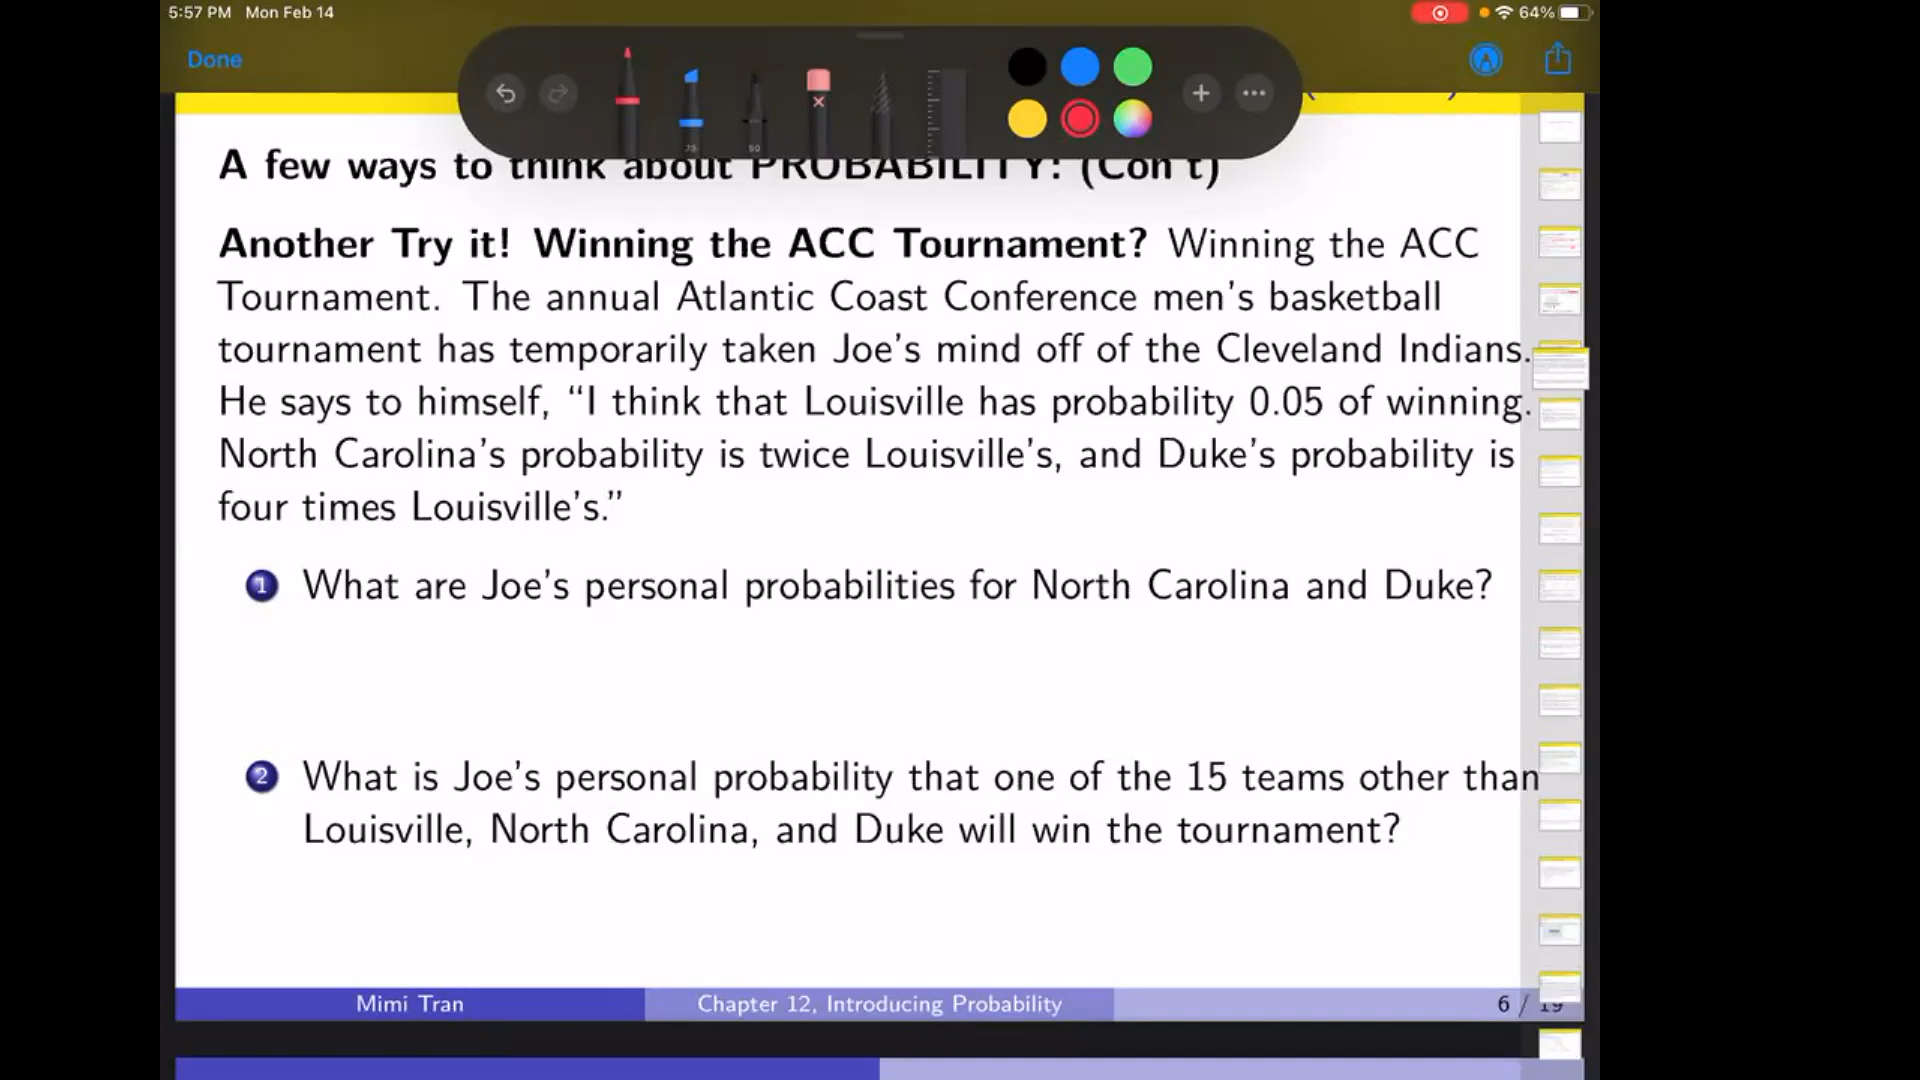 5:57 PM Mon Feb 14
64%
Done
A few ways to think about PROBABILITY: (Con't)
Another Try it! Winning the ACC Tournament? Winning the ACC
Tournament. The annual Atlantic Coast Conference men's basketball
tournament has temporarily taken Joe's mind off of the Cleveland Indians.
He says to himself, “I think that Louisville has probability 0.05 of winning.
North Carolina's probability is twice Louisville's, and Duke's probability is
four times Louisville's.”
1 What are Joe's personal probabilities for North Carolina and Duke?
2 What is Joe's personal probability that one of the 15 teams other than
Louisville, North Carolina, and Duke will win the tournament?
Mimi Tran
Chapter 12, Introducing Probability
6 / 19